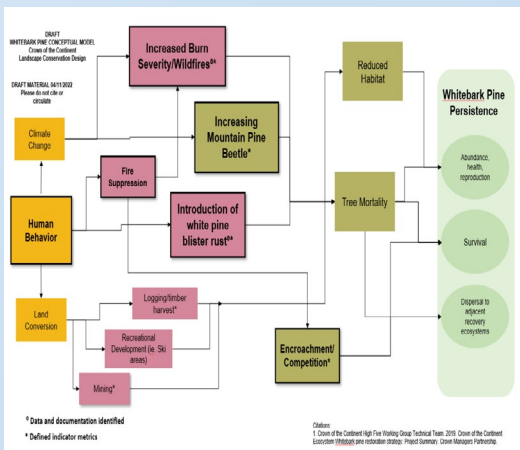 DRAFT
WHITEBARK PINE CONCEPTUAL MODEL
Crown of the Continent
Landscape Conservation Design
DRAFT MATERIAL 04/11/2022
Please do not cite or
circulate
Increased Burn
Severity/Wildfires⁰*
Reduced
Habitat
Whitebark Pine
Persistence
Climate
Change
Increasing
Mountain Pine
Beetle*
Abundance,
health,
reproduction
Fire
Suppression
Tree Mortality
Human
Behavior
Introduction of
white pine
blister rust⁰*
Survival
Land
Conversion
Logging/timber
harvest*
Dispersal to
adjacent
recovery
ecosystems
Recreational
Development (ie. Ski
areas)
Encroachment/
Competition*
Mining*
⁰ Data and documentation identified
* Defined indicator metrics
Citations:
1. Crown of the Continent High Five Working Group Technical Team. 2019. Crown of the Continent
Ecosystem Whitebark pine restoration strategy: Project Summary. Crown Managers Partnership.